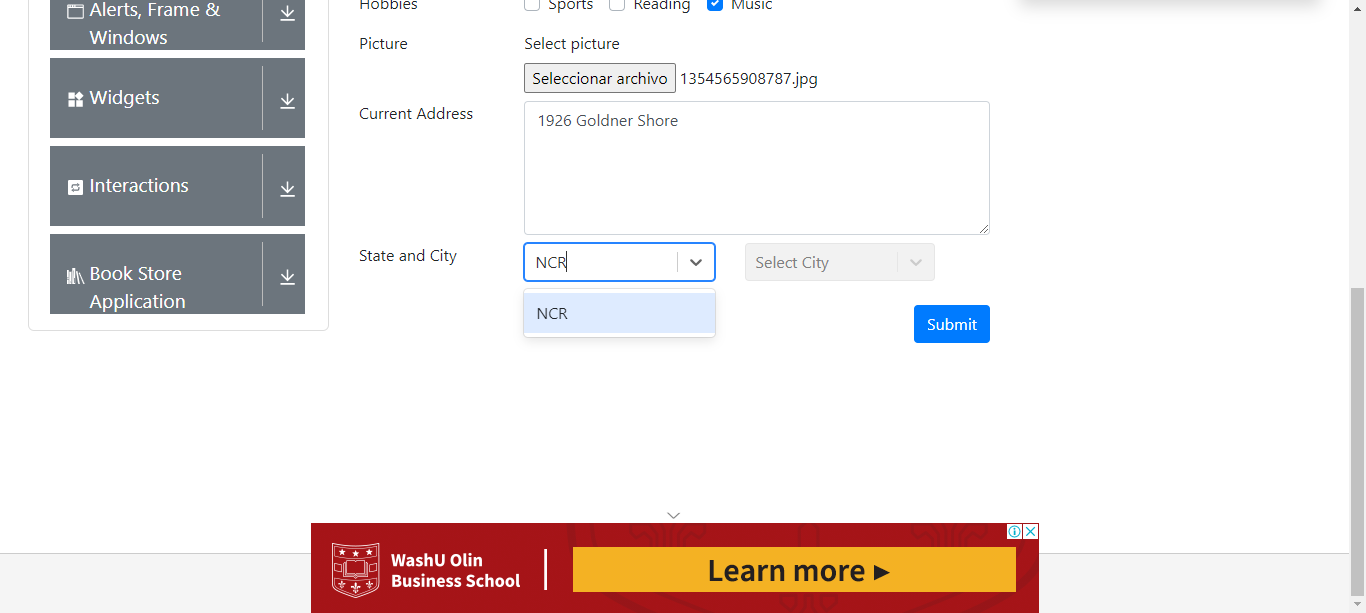 Alerts, Frame &
Windows
Widgets
Interactions
Book Store
Application
Hobbies
Sports Reading Music
Picture
Select picture
Seleccionar archivo 1354565908787.jpg
Current Address
1926 Goldner Shore
State and City
NCR
Select City
NCR
Submit
WashU Olin
Business School
Learn more ►